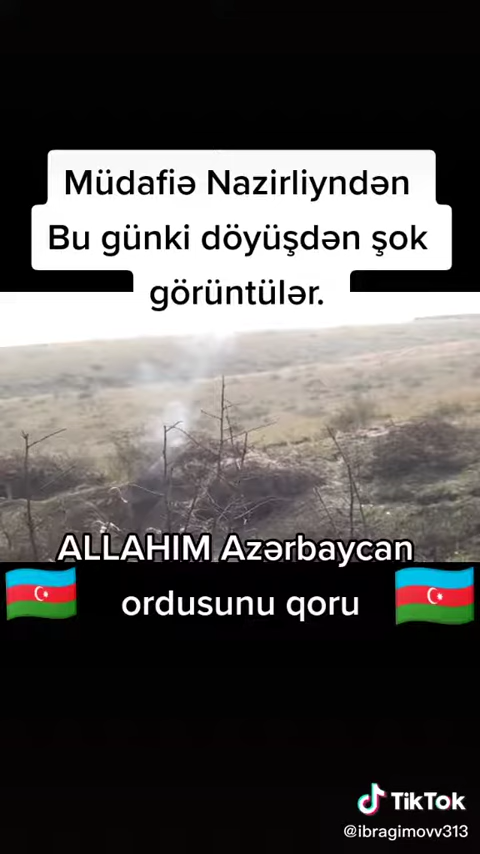 Müdafiə Nazirliyndən
Bu günki döyüşdən şok
görüntülər.
ALLAHIM Azərbaycan
ordusunu qoru
TikTok
@ibragimovv313